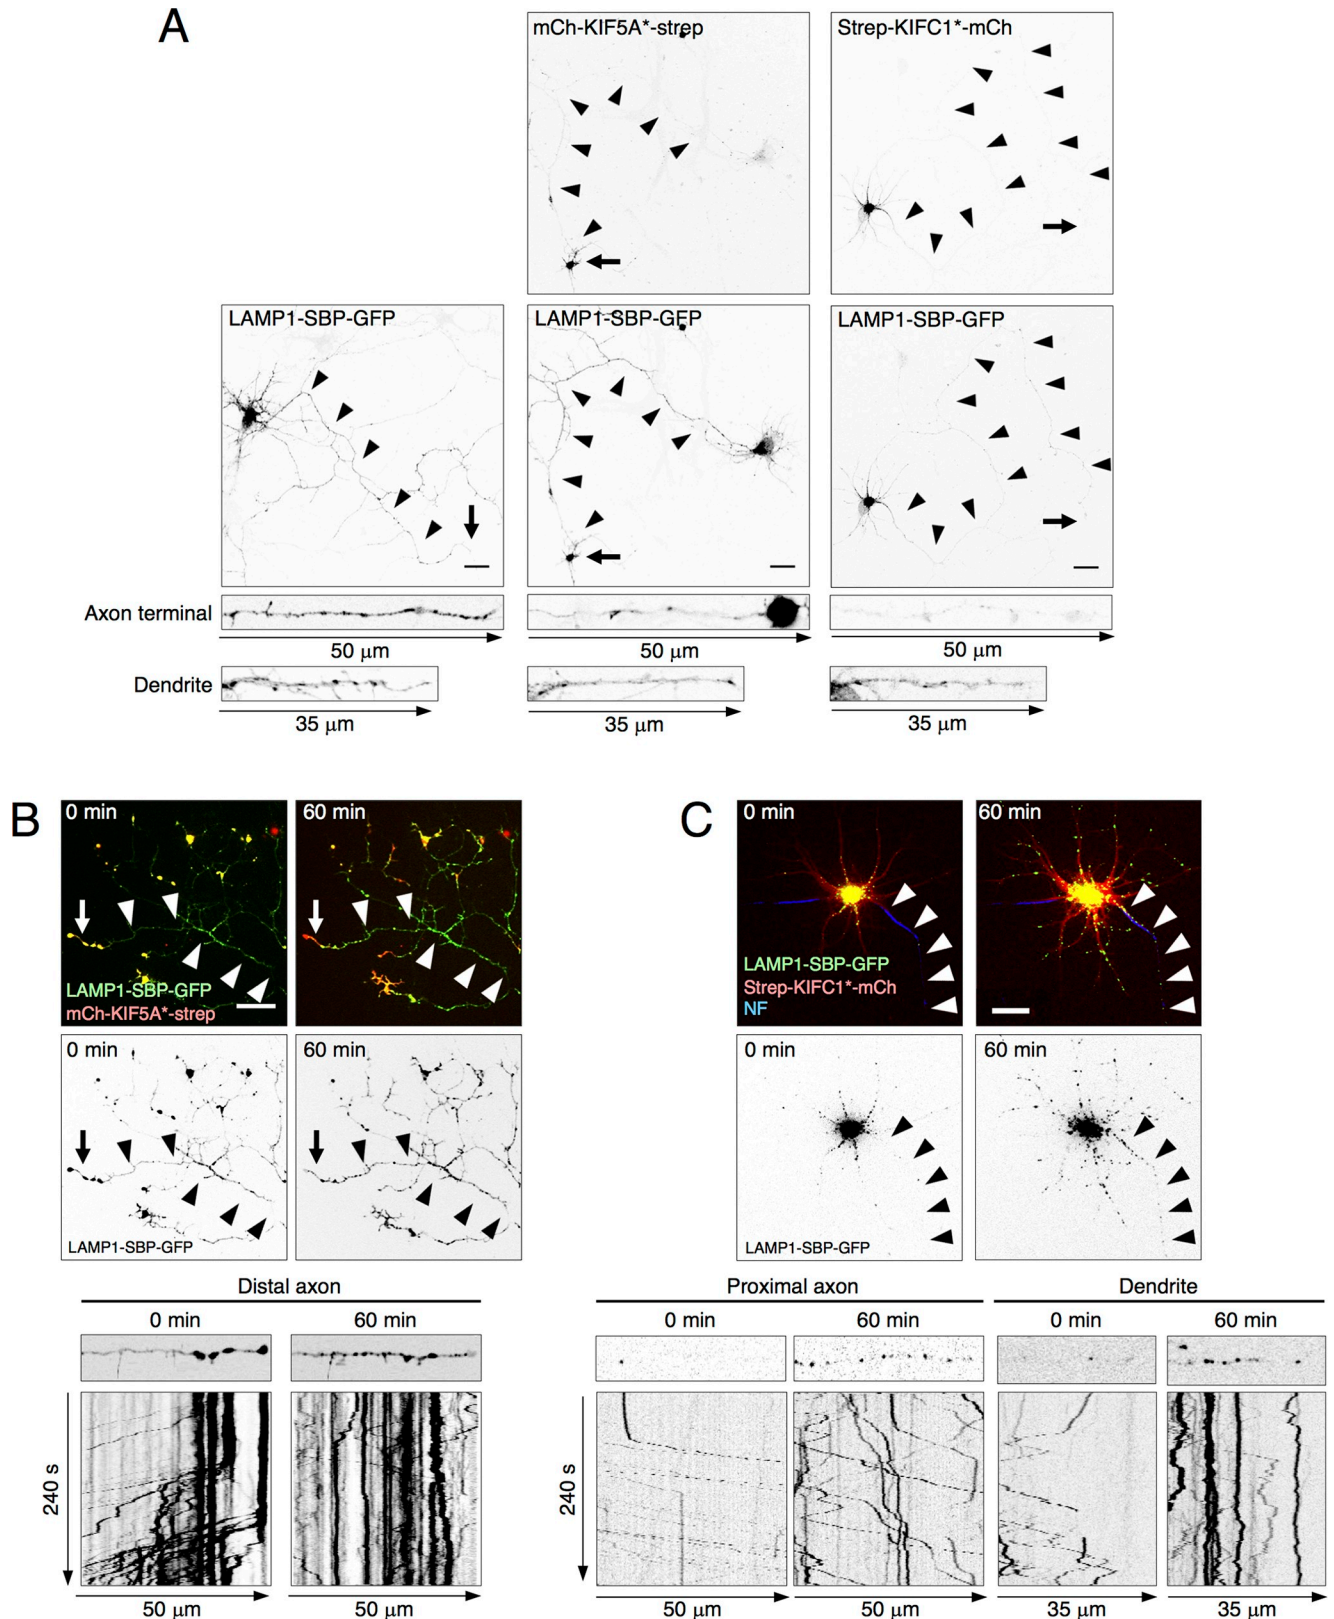 A
mCh-KIF5A*-strep
Strep-KIFC1*-mCh
LAMP1-SBP-GFP
LAMP1-SBP-GFP
LAMP1-SBP-GFP
Axon terminal
50 μm
50 μm
50 μm
Dendrite
35 μm
35 μm
35 μm
B
0 min
60 min
LAMP1-SBP-GFP
mCh-KIF5A*-strep
0 min
60 min
LAMP1-SBP-GFP
Distal axon
0 min
60 min
240 s
50 μm
50 μm
C
0 min
60 min
LAMP1-SBP-GFP
Strep-KIFC1*-mCh
NF
0 min
60 min
LAMP1-SBP-GFP
Proximal axon
Dendrite
0 min
60 min
0 min
60 min
240 s
50 μm
50 μm
35 μm
35 μm